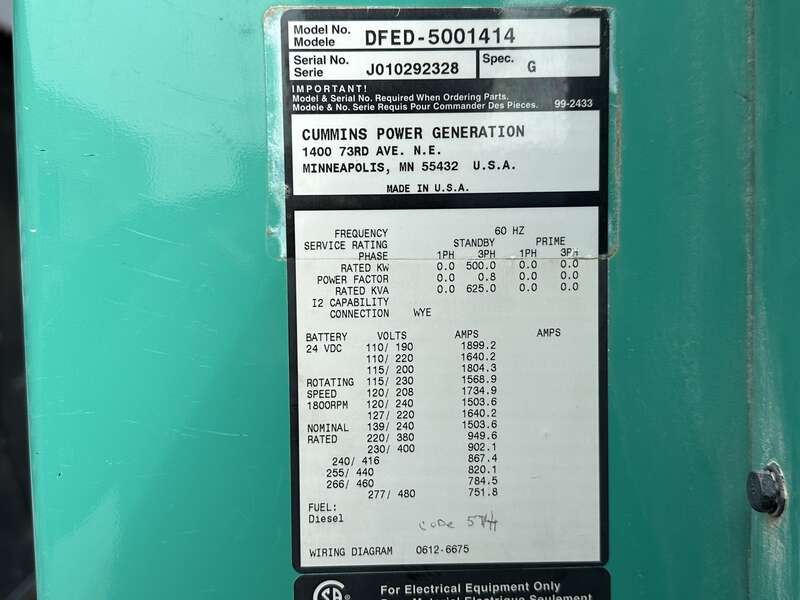 Model No. DFED-5001414
Modele
Serial No. J010292328 Spec. G
Serie
IMPORTANT!
Model & Serial No. Required When Ordering Parts.
Modele & No. Serie Requis Pour Commander Des Pieces. 99-2433
CUMMINS POWER GENERATION
1400 73RD AVE. N.E.
MINNEAPOLIS, MN 55432 U.S.A.
MADE IN U.S.A.
FREQUENCY 60 HZ
SERVICE RATING STANDBY PRIME
PHASE 1PH 3PH 1PH 3PH
RATED KW 0.0 500.0 0.0 0.0
POWER FACTOR 0.0 0.8 0.0 0.0
RATED KVA 0.0 625.0 0.0 0.0
I2 CAPABILITY
CONNECTION WYE
BATTERY VOLTS AMPS AMPS
24 VDC 110/ 190 1899.2
110/ 220 1640.2
115/ 200 1804.3
ROTATING 115/ 230 1568.9
SPEED 120/ 208 1734.9
1800RPM 120/ 240 1503.6
127/ 220 1640.2
NOMINAL 139/ 240 1503.6
RATED 220/ 380 949.6
230/ 400 902.1
240/ 416 867.4
255/ 440 820.1
266/ 460 784.5
277/ 480 751.8
FUEL:
Diesel
CODE
WIRING DIAGRAM 0612-6675
For Electrical Equipment Only